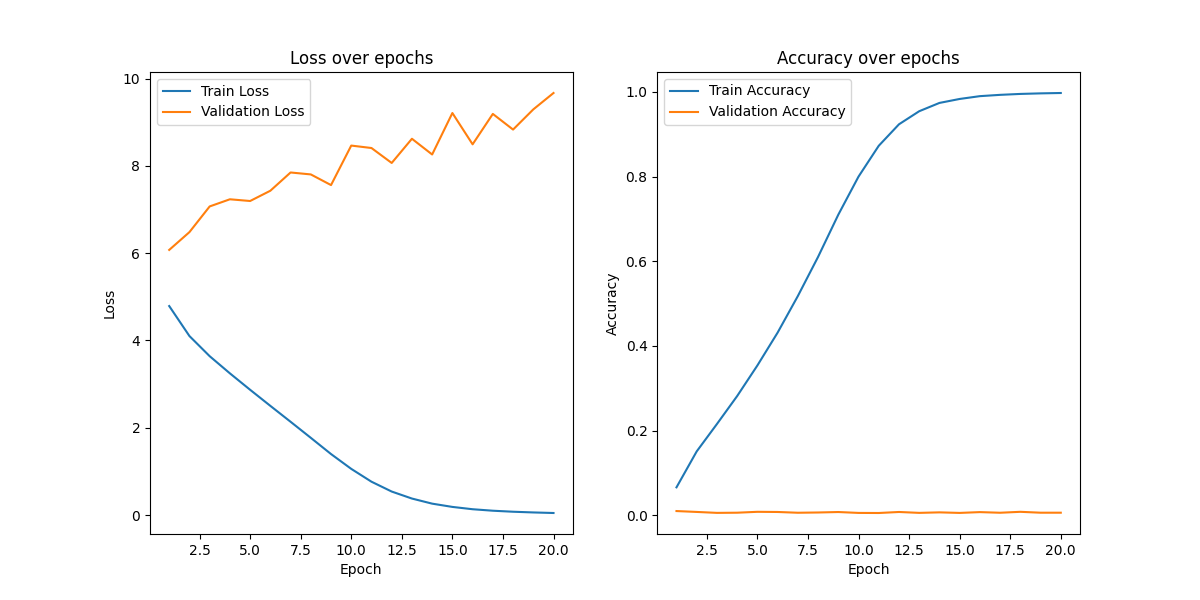 Loss over epochs
Train Loss
Validation Loss
10
8
6
4
2
0
Loss
2.5 5.0 7.5 10.0 12.5 15.0 17.5 20.0
Epoch
Accuracy over epochs
Train Accuracy
Validation Accuracy
1.0
0.8
0.6
0.4
0.2
0.0
Accuracy
2.5 5.0 7.5 10.0 12.5 15.0 17.5 20.0
Epoch